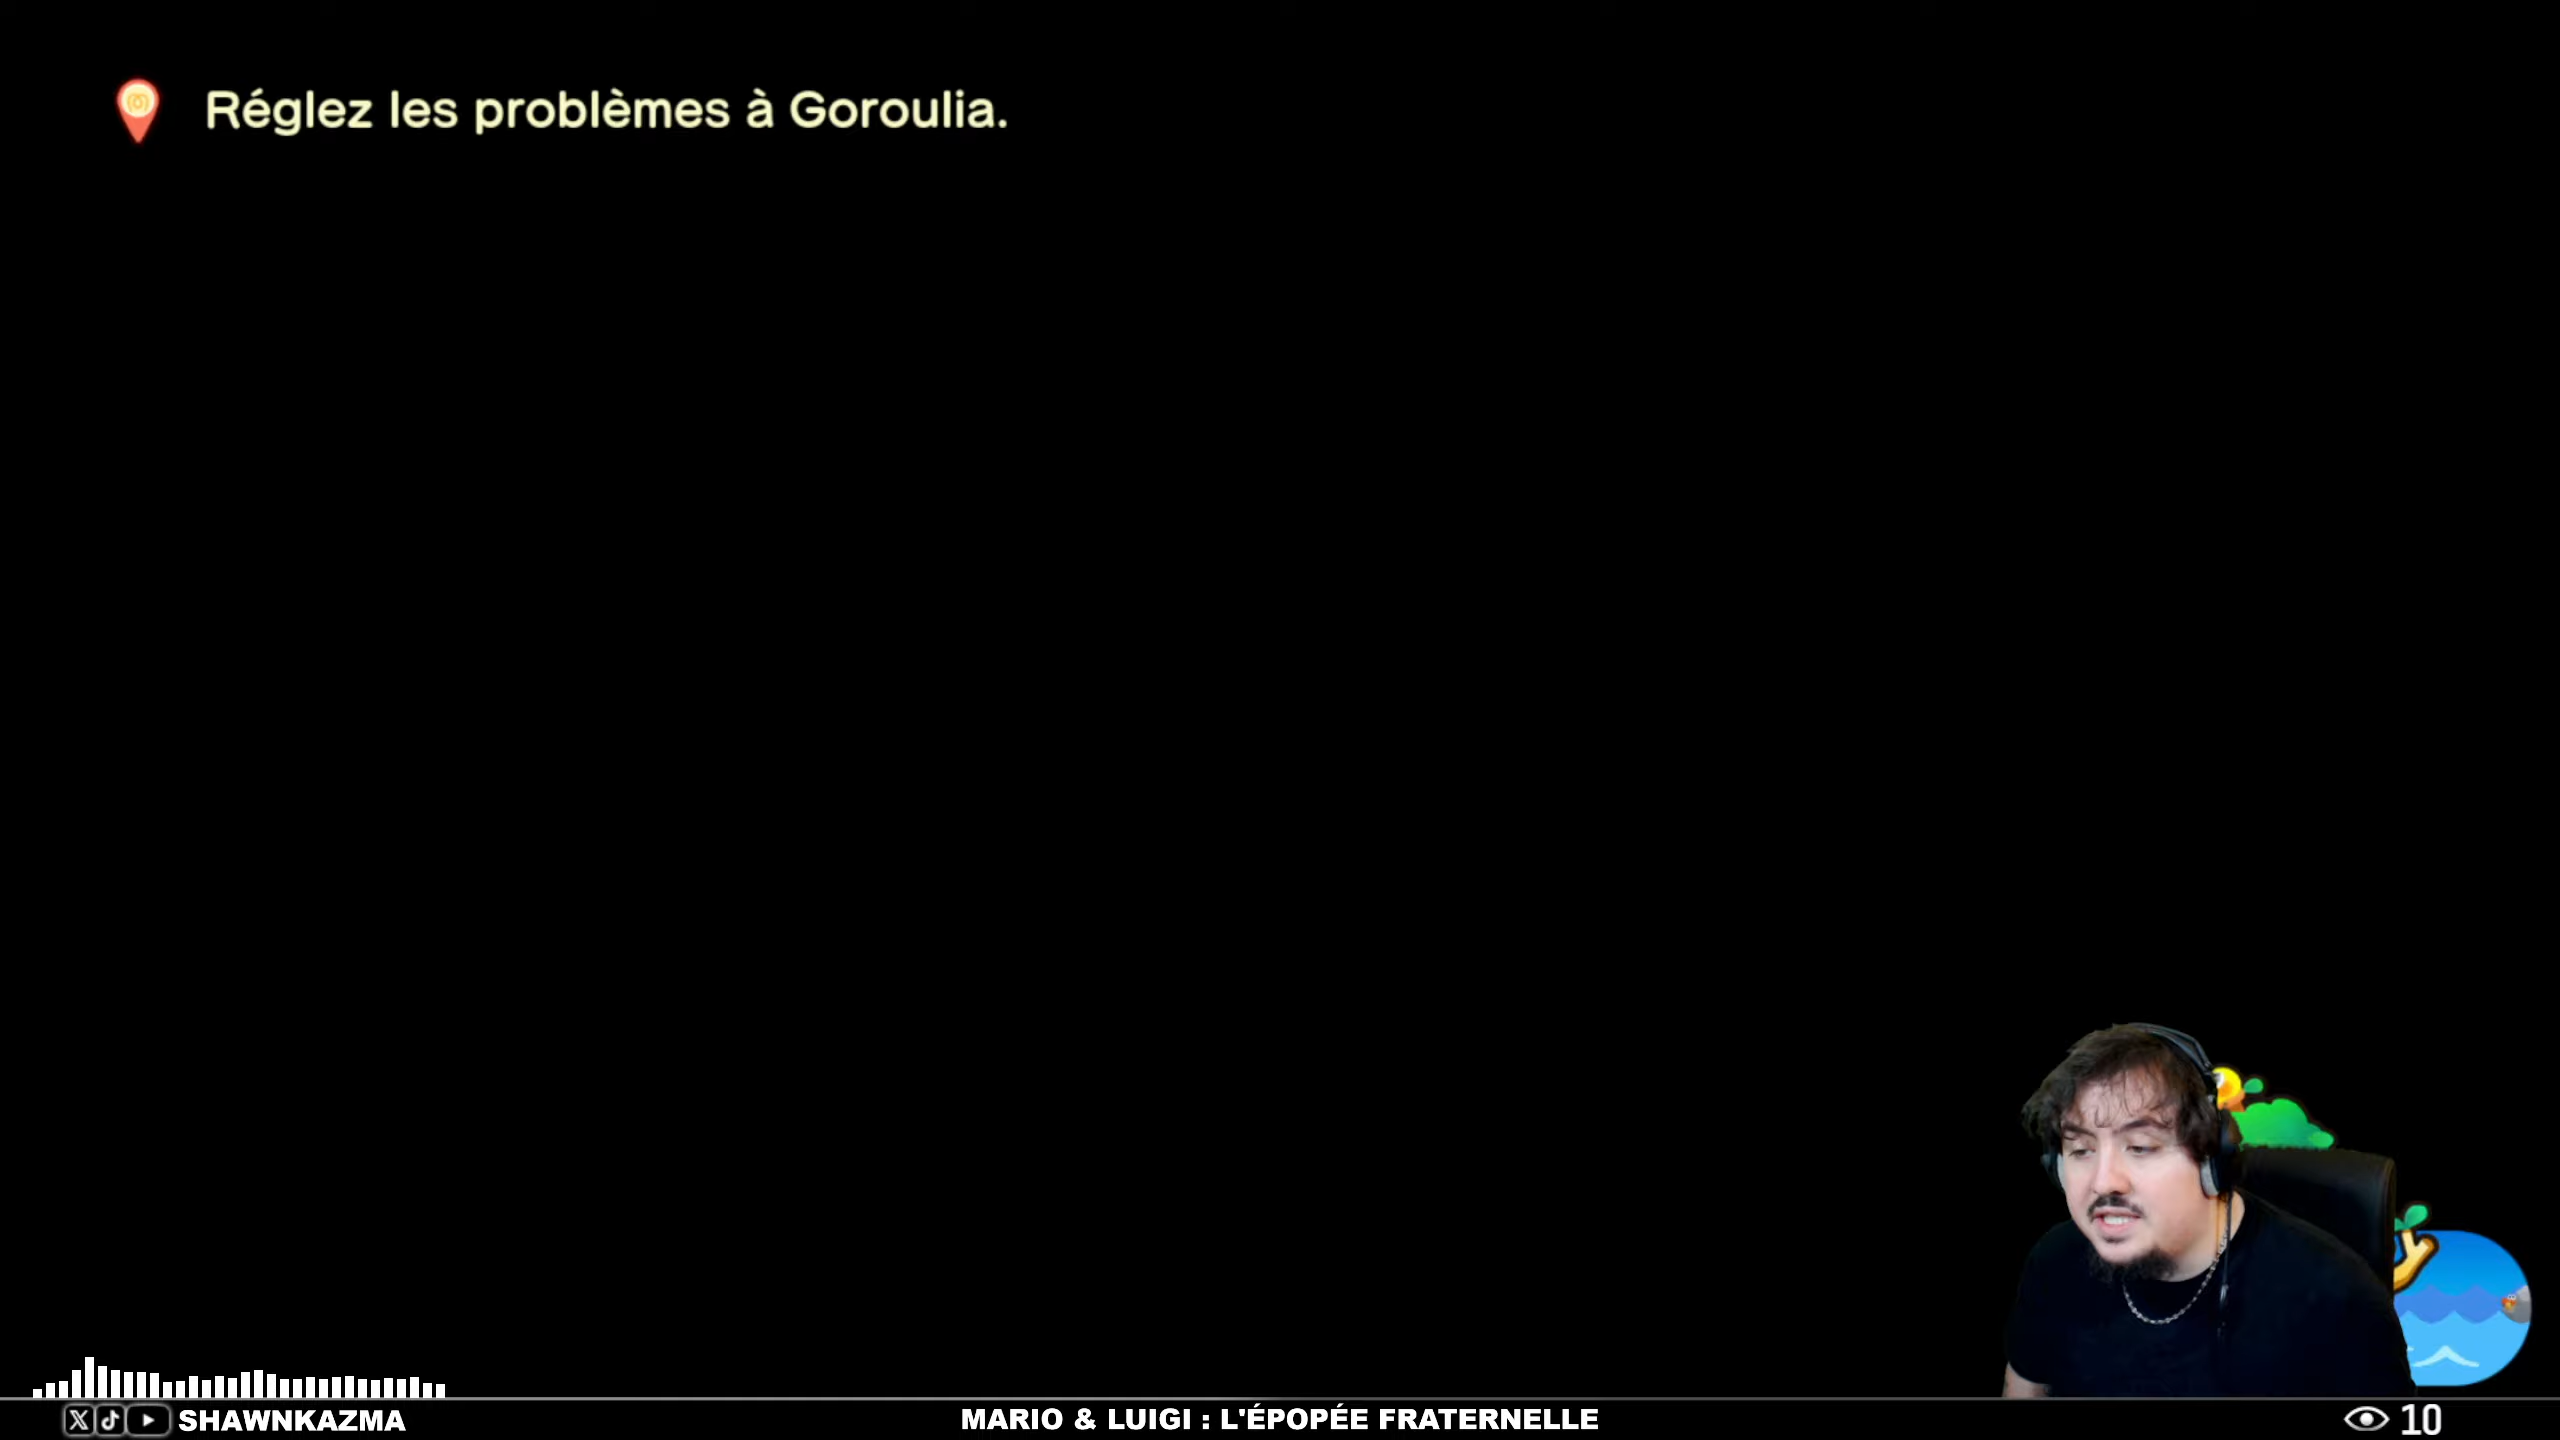 Réglez les problèmes à Goroulia.
SHAWNKAZMA
MARIO & LUIGI : L'ÉPOPÉE FRATERNELLE
10